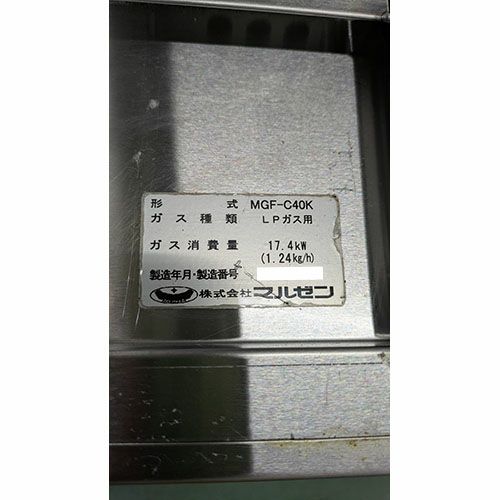 形 式 MGF-C40K
ガス種類 LPガス用
ガス消費量 17.4kW
(1.24kg/h)
製造年月・製造番号
株式会社マルゼン